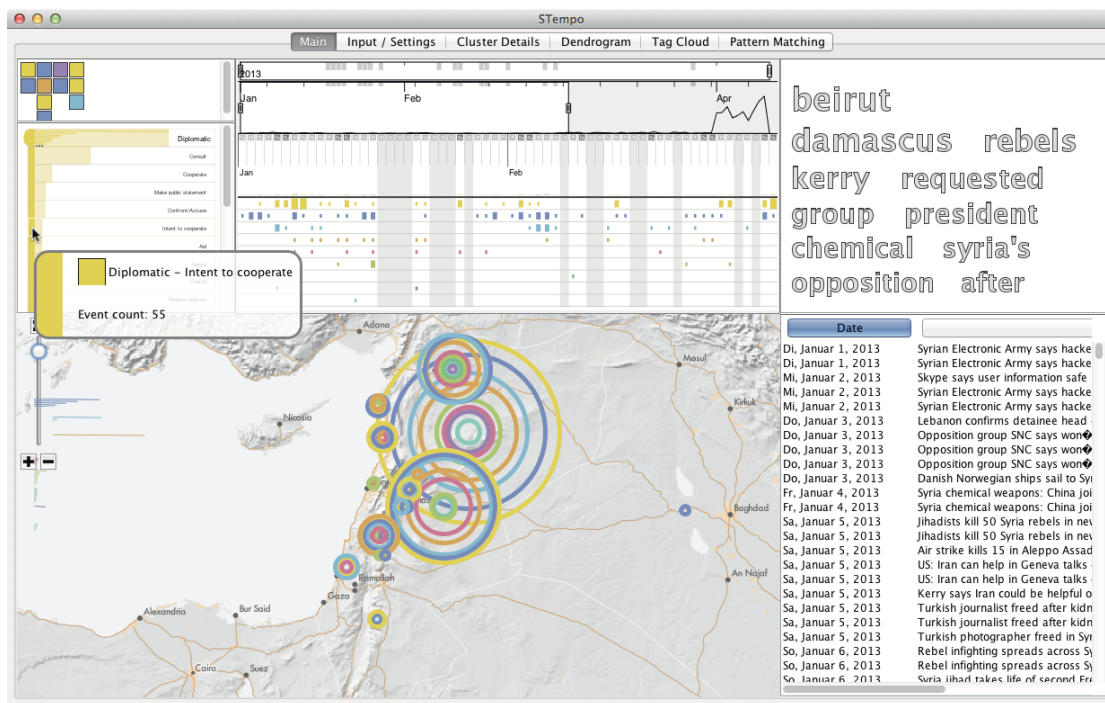 STempo
Main
Input / Settings
Cluster Details
Dendrogram
Tag Cloud
Pattern Matching
2013
Jan
Feb
Apr
Jan
Feb
Diplomatic
Consult
Cooperate
Make public statement
Confront/Accuse
Intent to cooperate
Aid
Diplomatic - Intent to cooperate
Event count: 55
beirut
damascus rebels
kerry requested
group president
chemical syria's
opposition after
Adana
Mosul
Nicosia
Kirkuk
Baghdad
An Najaf
Ramallah
Gaza
Alexandria
Bur Said
Cairo
Suez
Date
Di, Januar 1, 2013 Syrian Electronic Army says hacke
Di, Januar 1, 2013 Syrian Electronic Army says hacke
Mi, Januar 2, 2013 Skype says user information safe
Mi, Januar 2, 2013 Syrian Electronic Army says hacke
Mi, Januar 2, 2013 Syrian Electronic Army says hacke
Do, Januar 3, 2013 Lebanon confirms detainee head
Do, Januar 3, 2013 Opposition group SNC says won�
Do, Januar 3, 2013 Opposition group SNC says won�
Do, Januar 3, 2013 Opposition group SNC says won�
Do, Januar 3, 2013 Danish Norwegian ships sail to Sy
Fr, Januar 4, 2013 Syria chemical weapons: China joi
Fr, Januar 4, 2013 Syria chemical weapons: China joi
Sa, Januar 5, 2013 Jihadists kill 50 Syria rebels in nev
Sa, Januar 5, 2013 Jihadists kill 50 Syria rebels in nev
Sa, Januar 5, 2013 Air strike kills 15 in Aleppo Assad
Sa, Januar 5, 2013 US: Iran can help in Geneva talks
Sa, Januar 5, 2013 US: Iran can help in Geneva talks
Sa, Januar 5, 2013 Kerry says Iran could be helpful o
Sa, Januar 5, 2013 Turkish journalist freed after kidn
Sa, Januar 5, 2013 Turkish journalist freed after kidn
Sa, Januar 5, 2013 Turkish photographer freed in Syr
So, Januar 6, 2013 Rebel infighting spreads across Sy
So, Januar 6, 2013 Rebel infighting spreads across Sy
So, Januar 6, 2013 Syria jihad takes life of second Fre